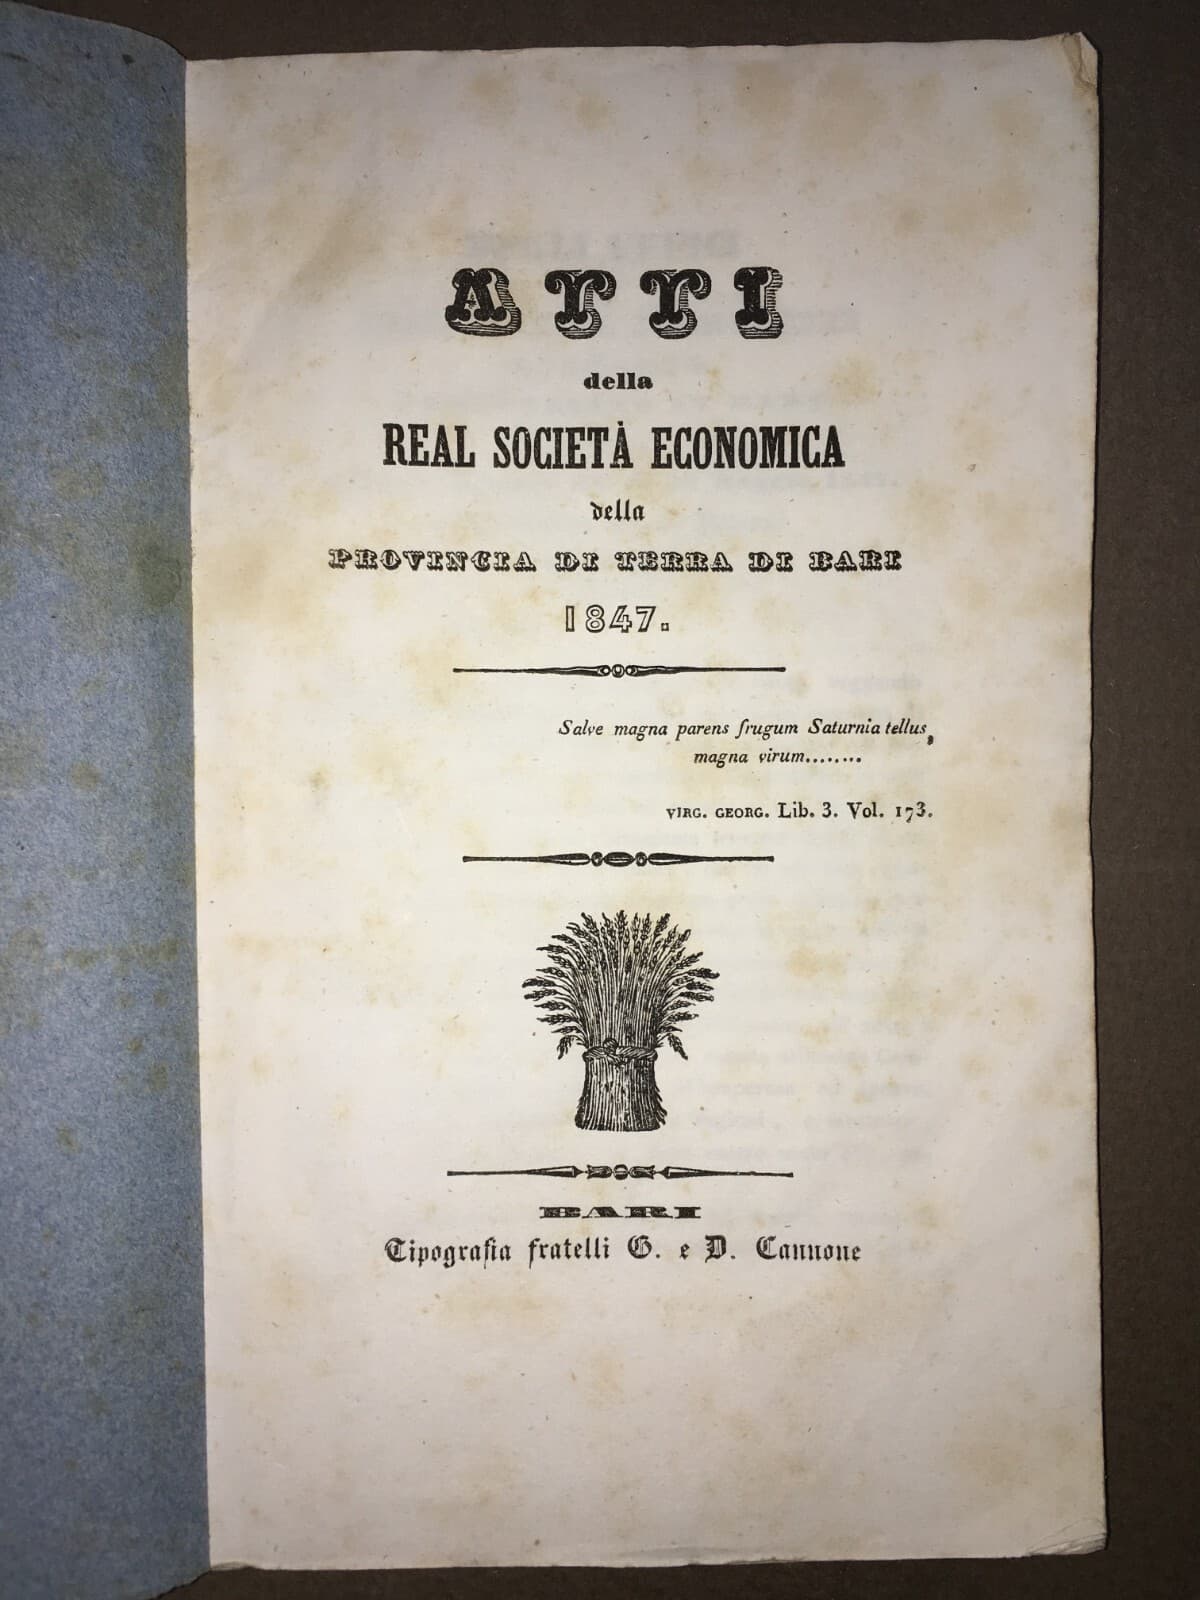 ATTI
della
REAL SOCIETÀ ECONOMICA
della
PROVINCIA DI TERRA DI BARI
1847.
Salve magna parens frugum Saturnia tellus,
magna virum........
VIRG. GEORG. Lib. 3. Vol. 173.
BARI
Tipografia fratelli G. e D. Cannone